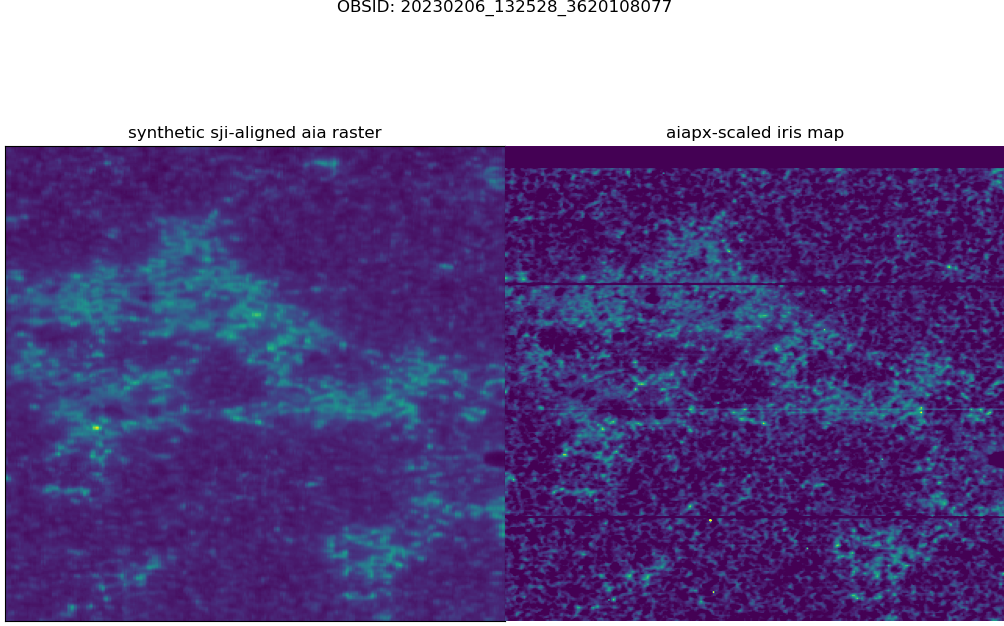 OBSID: 20230206_132528_3620108077
synthetic sji-aligned aia raster
aiapx-scaled iris map